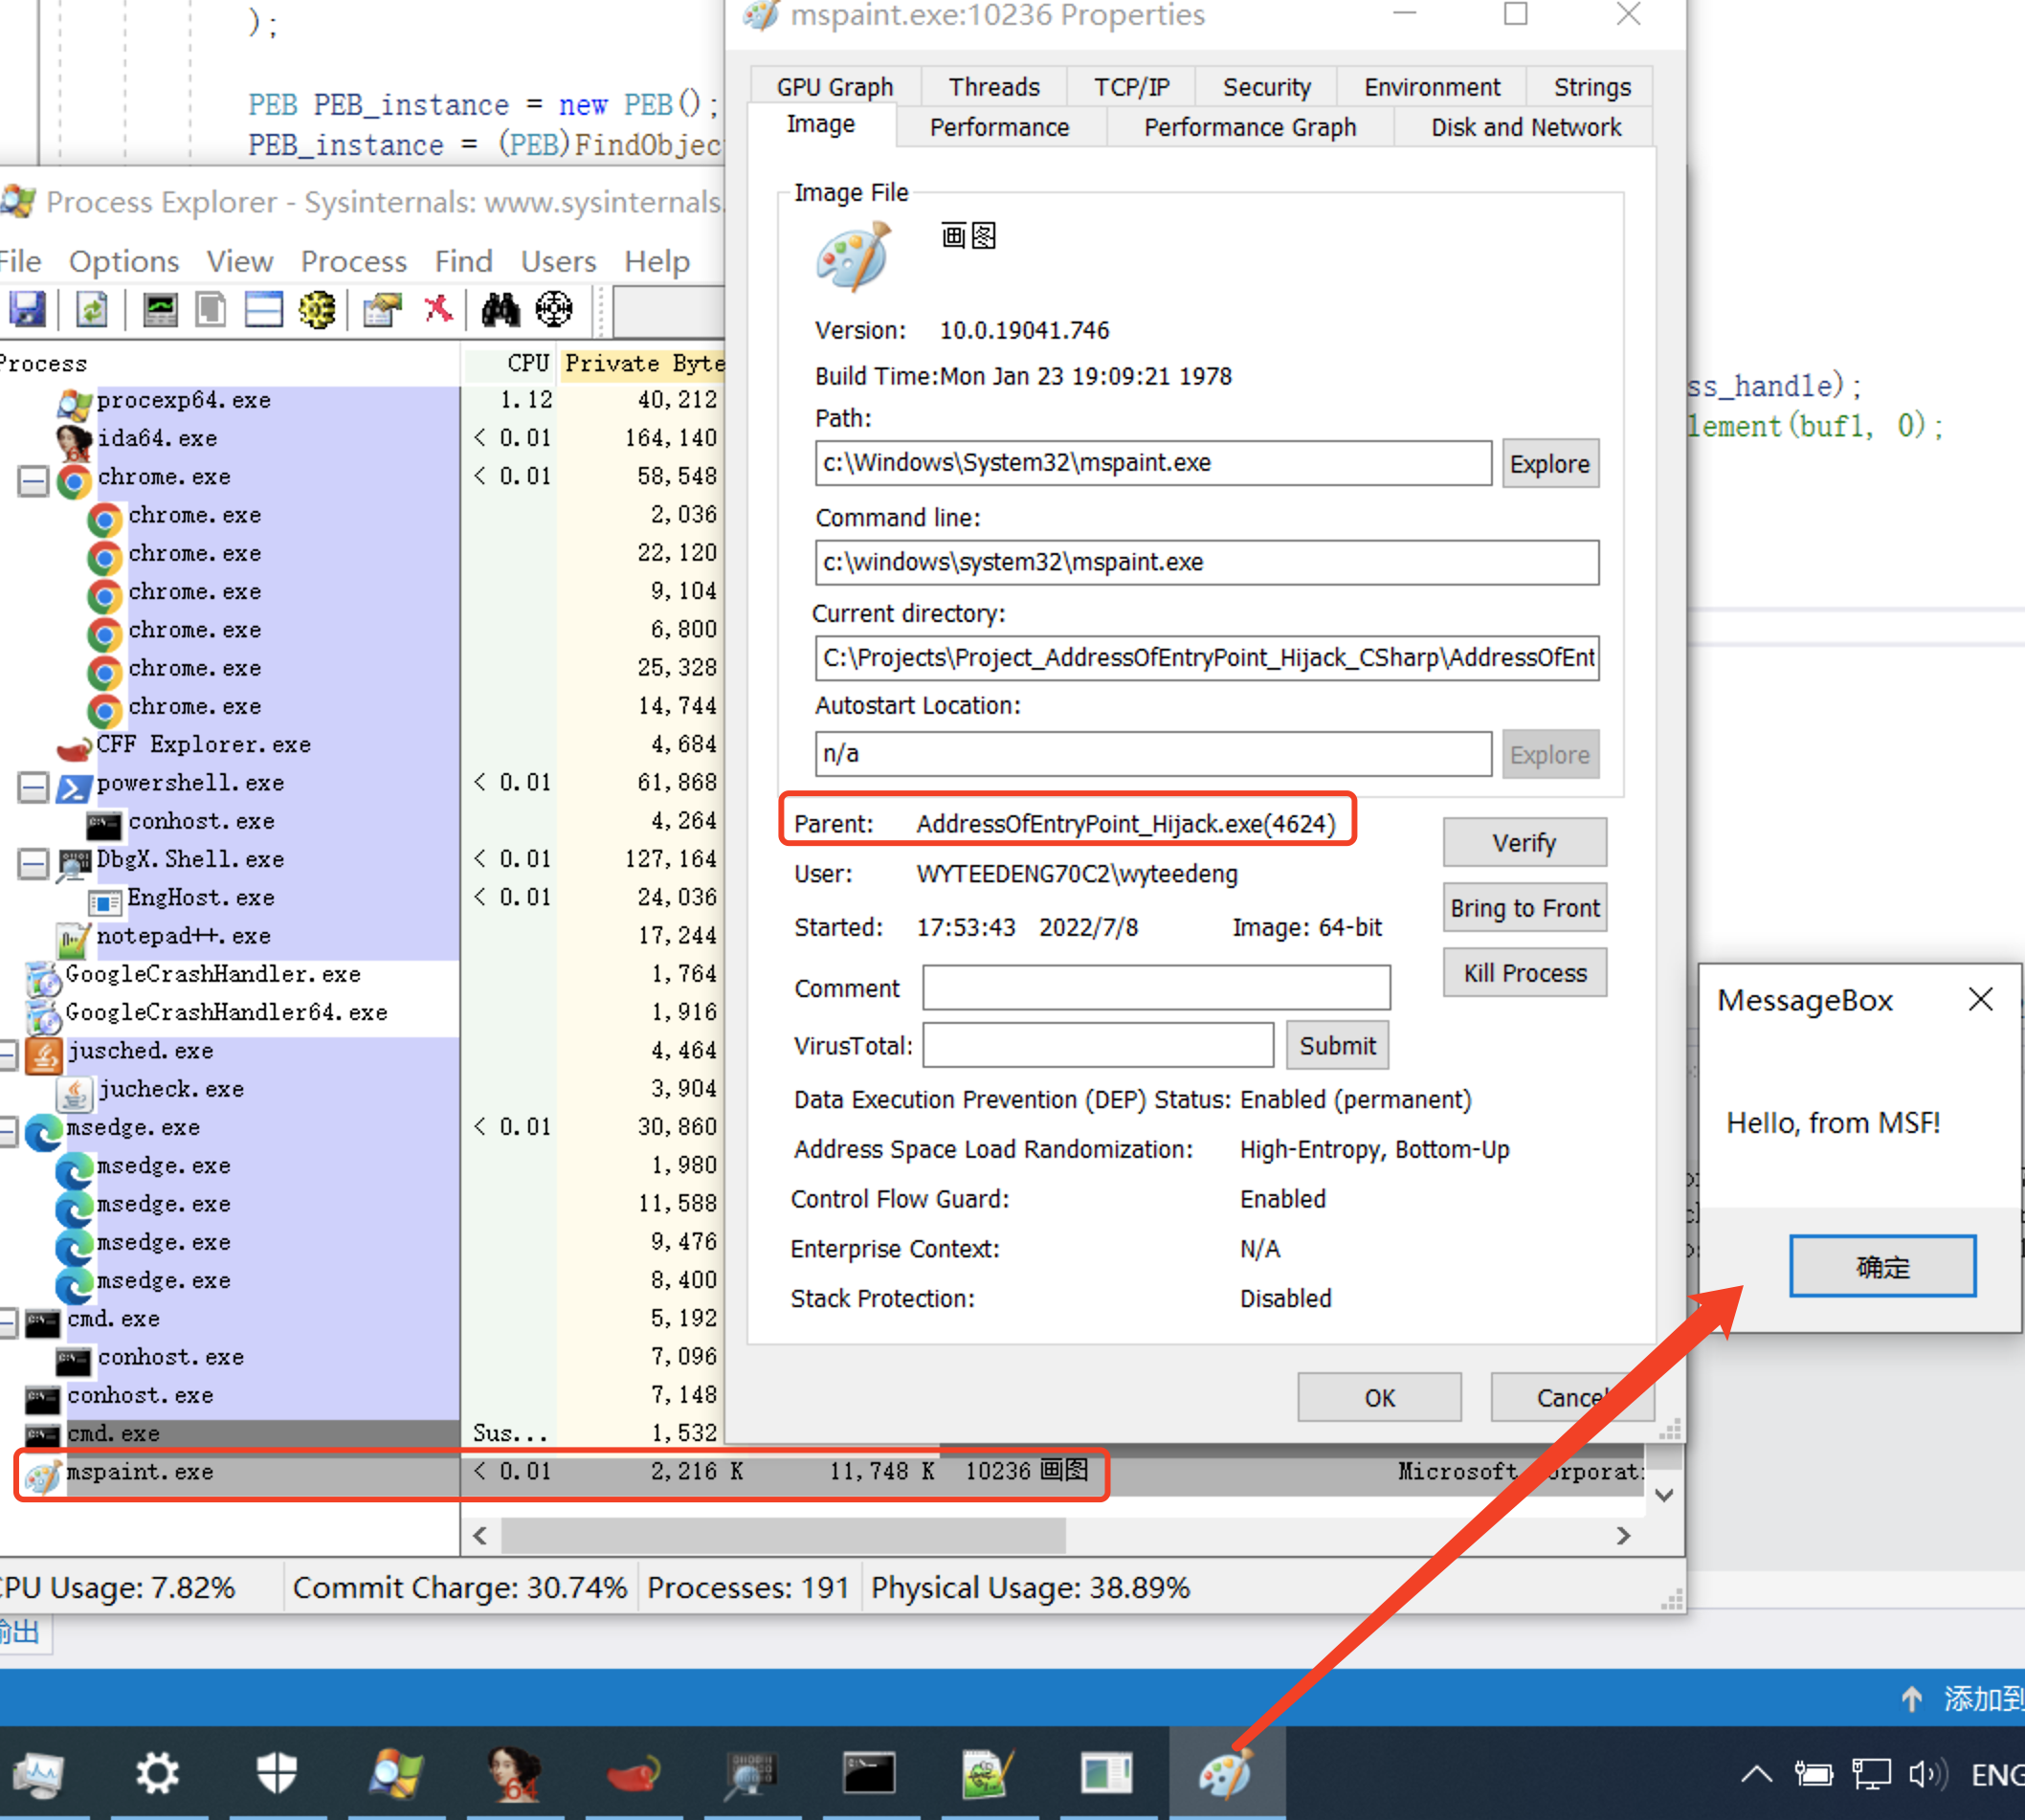 );
PEB PEB_instance = new PEB();
PEB_instance = (PEB)FindObjec
ss_handle);
lement(buf1, 0);
Process Explorer - Sysinternals: www.sysinternals.
File Options View Process Find Users Help
Process CPU Private Byte
procexp64.exe 1.12 40,212
ida64.exe < 0.01 164,140
chrome.exe < 0.01 58,548
chrome.exe 2,036
chrome.exe 22,120
chrome.exe 9,104
chrome.exe 6,800
chrome.exe 25,328
chrome.exe 14,744
CFF Explorer.exe 4,684
powershell.exe < 0.01 61,868
conhost.exe 4,264
DbgX.Shell.exe < 0.01 127,164
EngHost.exe < 0.01 24,036
notepad++.exe 17,244
GoogleCrashHandler.exe 1,764
GoogleCrashHandler64.exe 1,916
jusched.exe 4,464
jucheck.exe 3,904
msedge.exe < 0.01 30,860
msedge.exe 1,980
msedge.exe 11,588
msedge.exe 9,476
msedge.exe 8,400
cmd.exe 5,192
conhost.exe 7,096
conhost.exe 7,148
cmd.exe Sus... 1,532
mspaint.exe < 0.01 2,216 K 11,748 K 10236 画图 Microsoft Corporat
CPU Usage: 7.82% Commit Charge: 30.74% Processes: 191 Physical Usage: 38.89%
mspaint.exe:10236 Properties
GPU Graph Threads TCP/IP Security Environment Strings
Image Performance Performance Graph Disk and Network
Image File
画图
Version: 10.0.19041.746
Build Time:Mon Jan 23 19:09:21 1978
Path:
c:\Windows\System32\mspaint.exe Explore
Command line:
c:\windows\system32\mspaint.exe
Current directory:
C:\Projects\Project_AddressOfEntryPoint_Hijack_CSharp\AddressOfEnt
Autostart Location:
n/a Explore
Parent: AddressOfEntryPoint_Hijack.exe(4624) Verify
User: WYTEEDENG70C2\wyteedeng
Bring to Front
Started: 17:53:43 2022/7/8 Image: 64-bit
Kill Process
Comment
VirusTotal: Submit
Data Execution Prevention (DEP) Status: Enabled (permanent)
Address Space Load Randomization: High-Entropy, Bottom-Up
Control Flow Guard: Enabled
Enterprise Context: N/A
Stack Protection: Disabled
OK Cancel
MessageBox
Hello, from MSF!
确定
输出
添加到
64
ENG